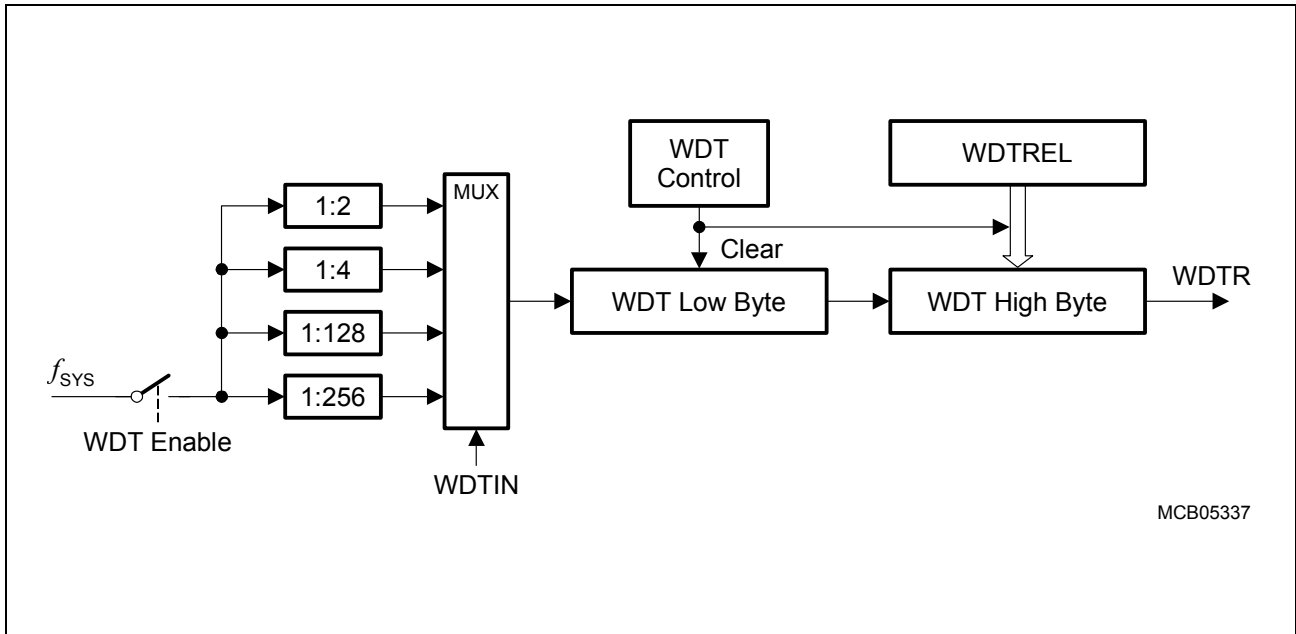 WDT
Control
WDTREL
MUX
1:2
1:4
1:128
1:256
Clear
WDT Low Byte
WDT High Byte
WDTR
fSYS
WDT Enable
WDTIN
MCB05337